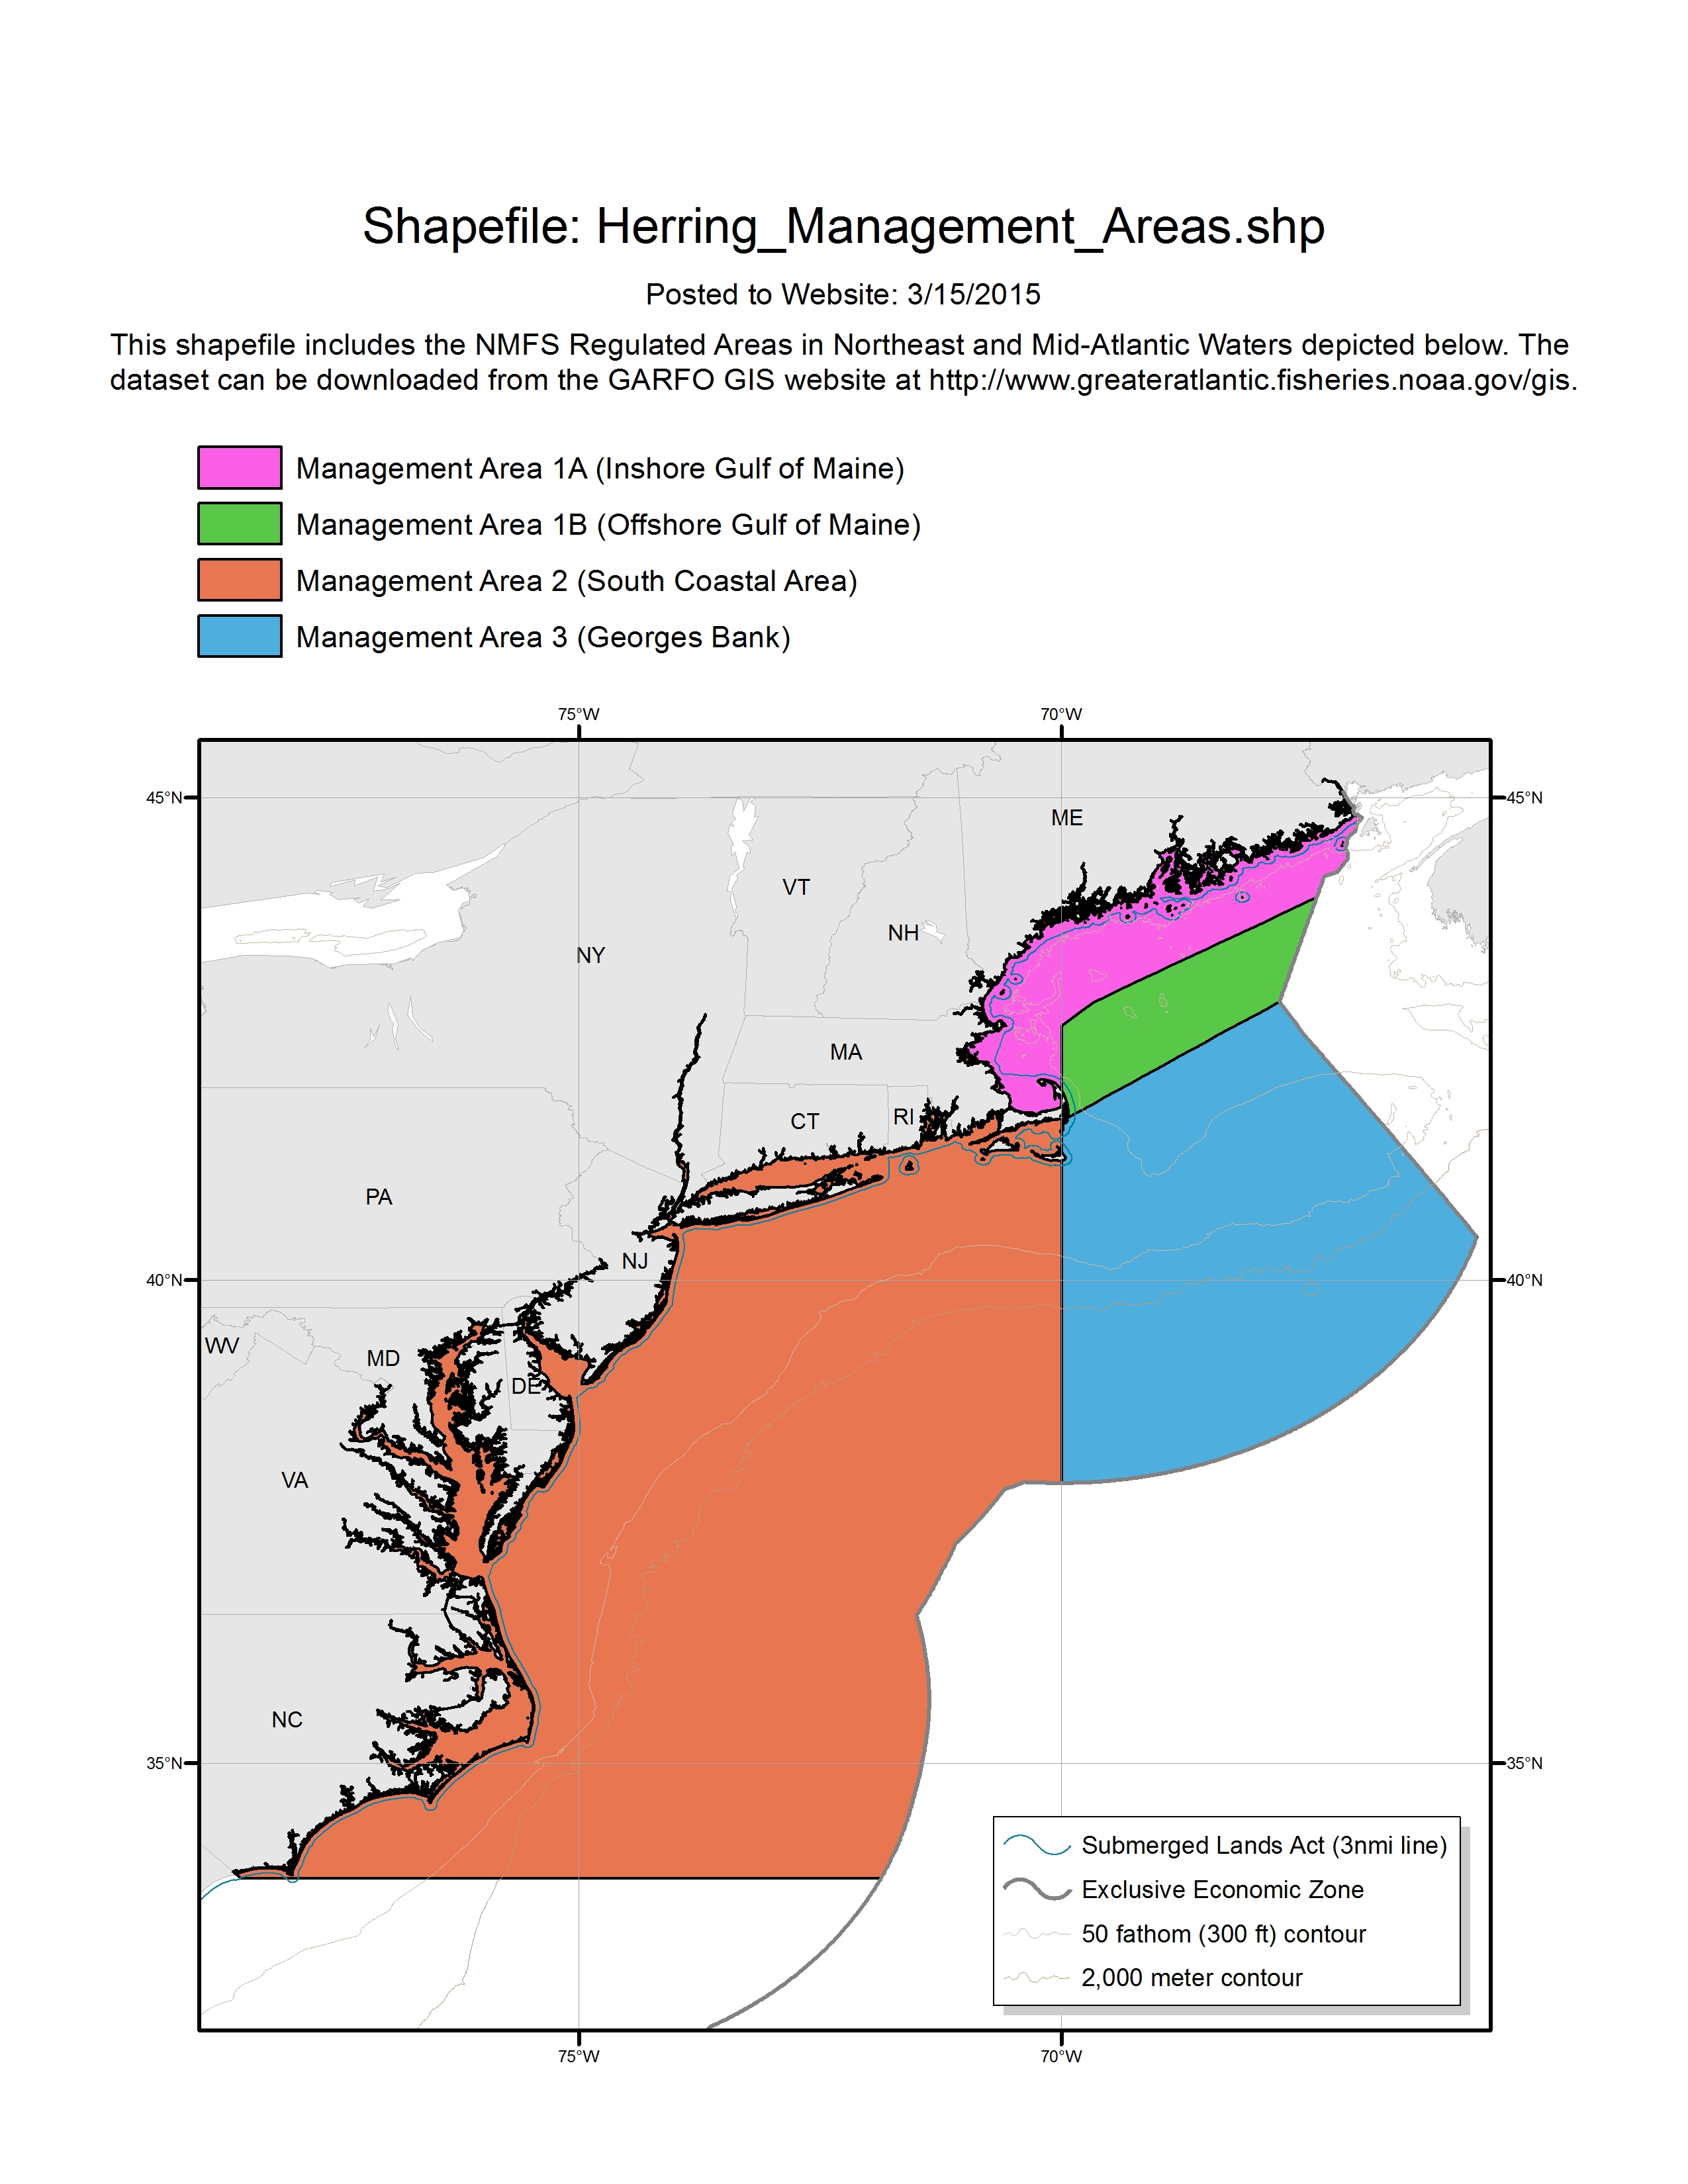 Shapefile: Herring_Management_Areas.shp
Posted to Website: 3/15/2015
This shapefile includes the NMFS Regulated Areas in Northeast and Mid-Atlantic Waters depicted below. The
dataset can be downloaded from the GARFO GIS website at http://www.greateratlantic.fisheries.noaa.gov/gis.
Management Area 1A (Inshore Gulf of Maine)
Management Area 1B (Offshore Gulf of Maine)
Management Area 2 (South Coastal Area)
Management Area 3 (Georges Bank)
75°W 70°W
45°N 45°N
ME
VT
NH
NY
MA
RI
CT
PA
NJ
40°N 40°N
WV
MD
DE
VA
NC
35°N 35°N
Submerged Lands Act (3nmi line)
Exclusive Economic Zone
50 fathom (300 ft) contour
2,000 meter contour
75°W 70°W